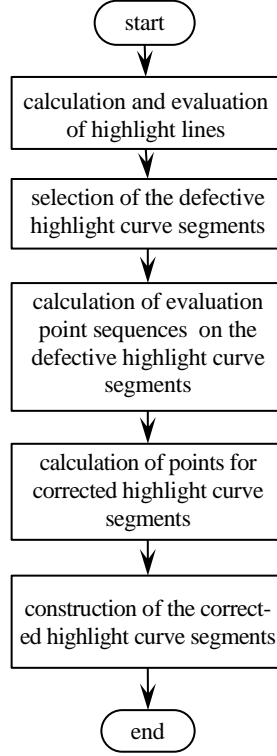 start
calculation and evaluation
of highlight lines
selection of the defective
highlight curve segments
calculation of evaluation
point sequences on the
defective highlight curve
segments
calculation of points for
corrected highlight curve
segments
construction of the correct-
ed highlight curve segments
end